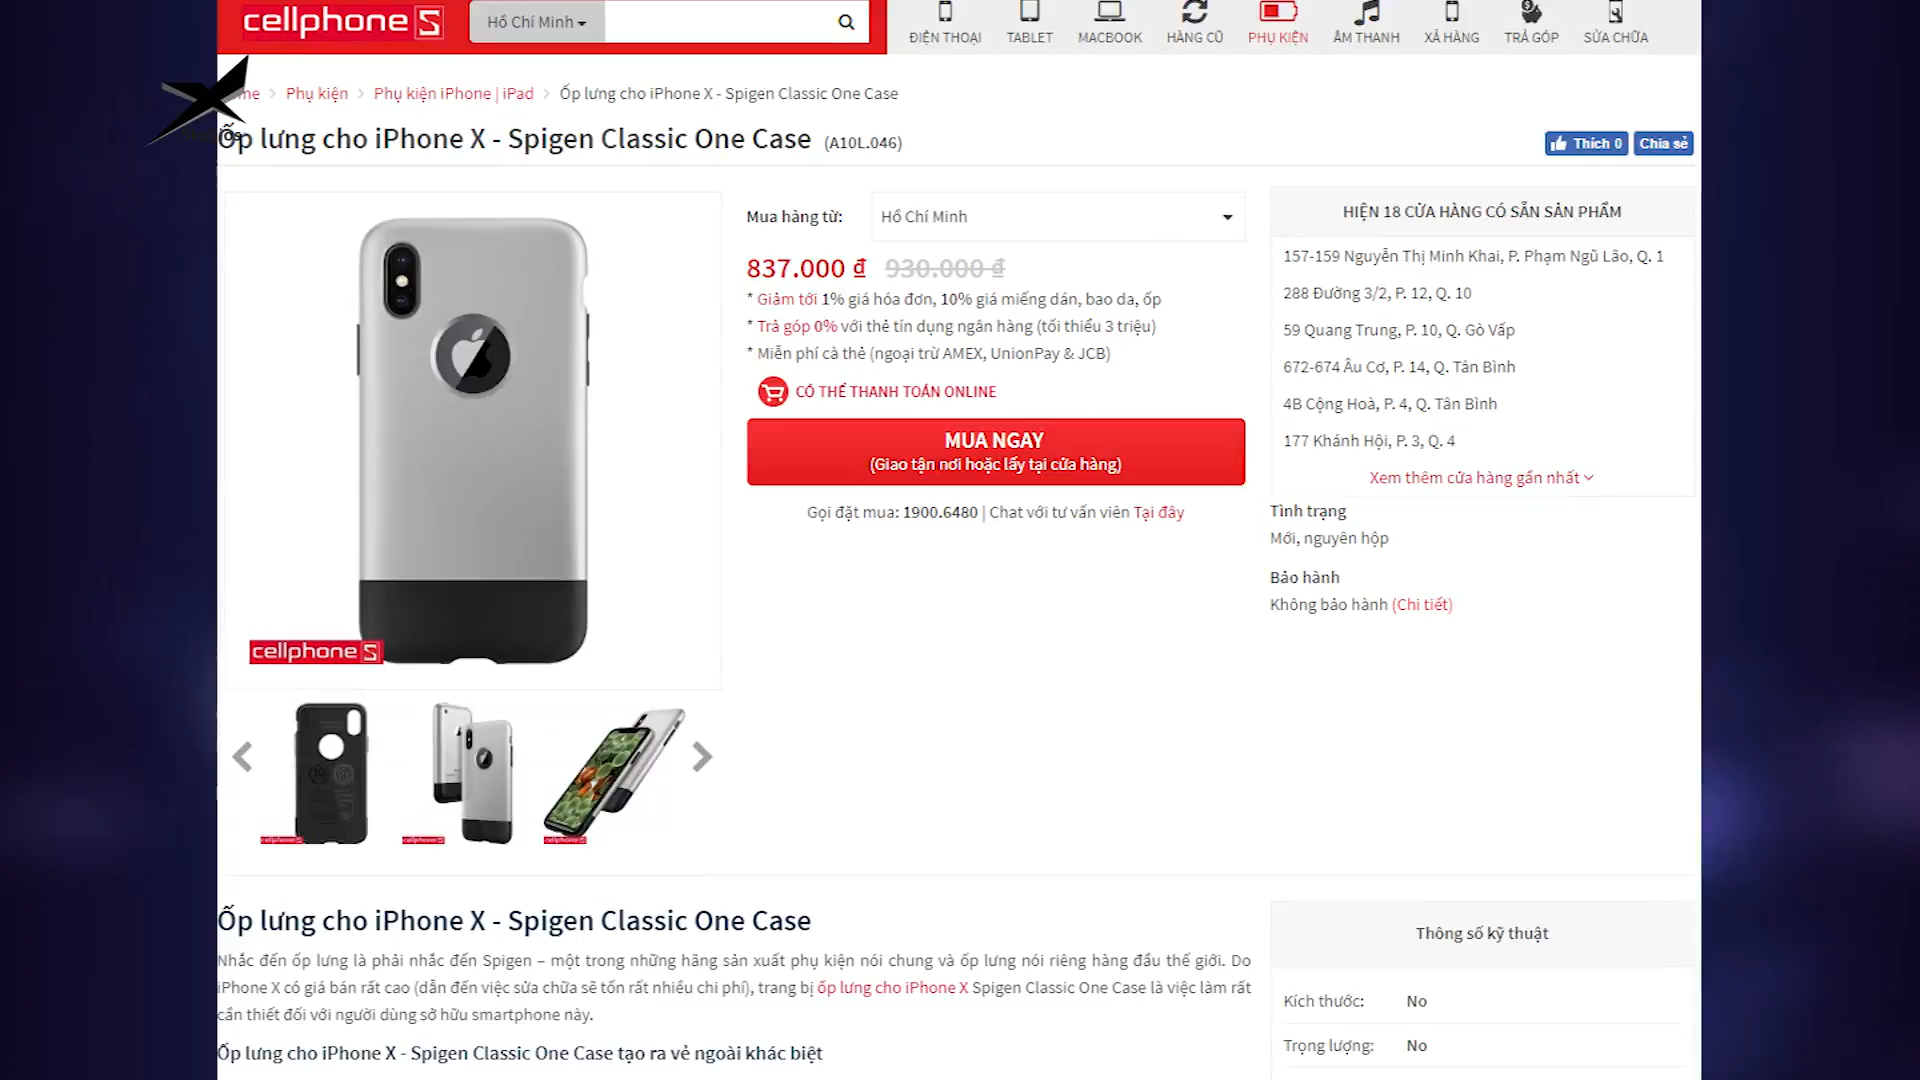 cellphone S
Hồ Chí Minh
ĐIỆN THOẠI
TABLET
MACBOOK
HÀNG CŨ
PHỤ KIỆN
ÂM THANH
XẢ HÀNG
TRẢ GÓP
SỬA CHỮA
Phụ kiện > Phụ kiện iPhone | iPad > Ốp lưng cho iPhone X - Spigen Classic One Case
Ốp lưng cho iPhone X - Spigen Classic One Case (A10L.046)
Thích 0
Chia sẻ
Mua hàng từ: Hồ Chí Minh
837.000 ₫ 930.000 ₫
* Giảm tới 1% giá hóa đơn, 10% giá miếng dán, bao da, ốp
* Trả góp 0% với thẻ tín dụng ngân hàng (tối thiểu 3 triệu)
* Miễn phí cà thẻ (ngoại trừ AMEX, UnionPay & JCB)
CÓ THỂ THANH TOÁN ONLINE
MUA NGAY
(Giao tận nơi hoặc lấy tại cửa hàng)
Gọi đặt mua: 1900.6480 | Chat với tư vấn viên Tại đây
HIỆN 18 CỬA HÀNG CÓ SẴN SẢN PHẨM
157-159 Nguyễn Thị Minh Khai, P. Phạm Ngũ Lão, Q. 1
288 Đường 3/2, P. 12, Q. 10
59 Quang Trung, P. 10, Q. Gò Vấp
672-674 Âu Cơ, P. 14, Q. Tân Bình
4B Cộng Hoà, P. 4, Q. Tân Bình
177 Khánh Hội, P. 3, Q. 4
Xem thêm cửa hàng gần nhất
Tình trạng
Mới, nguyên hộp
Bảo hành
Không bảo hành (Chi tiết)
cellphone S
cellphone S
cellphone S
cellphone S
Ốp lưng cho iPhone X - Spigen Classic One Case
Nhắc đến ốp lưng là phải nhắc đến Spigen – một trong những hãng sản xuất phụ kiện nói chung và ốp lưng nói riêng hàng đầu thế giới. Do
iPhone X có giá bán rất cao (dẫn đến việc sửa chữa sẽ tốn rất nhiều chi phí), trang bị ốp lưng cho iPhone X Spigen Classic One Case là việc làm rất
cần thiết đối với người dùng sở hữu smartphone này.
Ốp lưng cho iPhone X - Spigen Classic One Case tạo ra vẻ ngoài khác biệt
Thông số kỹ thuật
Kích thước: No
Trọng lượng: No